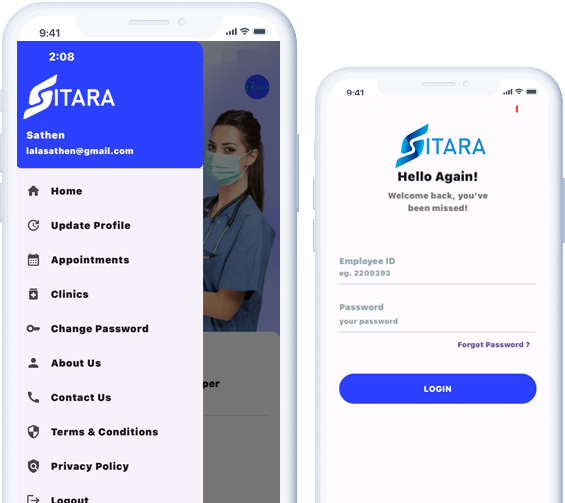 9:41
2:08
SITARA
Sathen
lalasathen@gmail.com
Home
Update Profile
Appointments
Clinics
Change Password
About Us
Contact Us
Terms & Conditions
Privacy Policy
Logout
per
9:41
SITARA
Hello Again!
Welcome back, you've
been missed!
Employee ID
eg. 2209393
Password
your password
Forgot Password ?
LOGIN